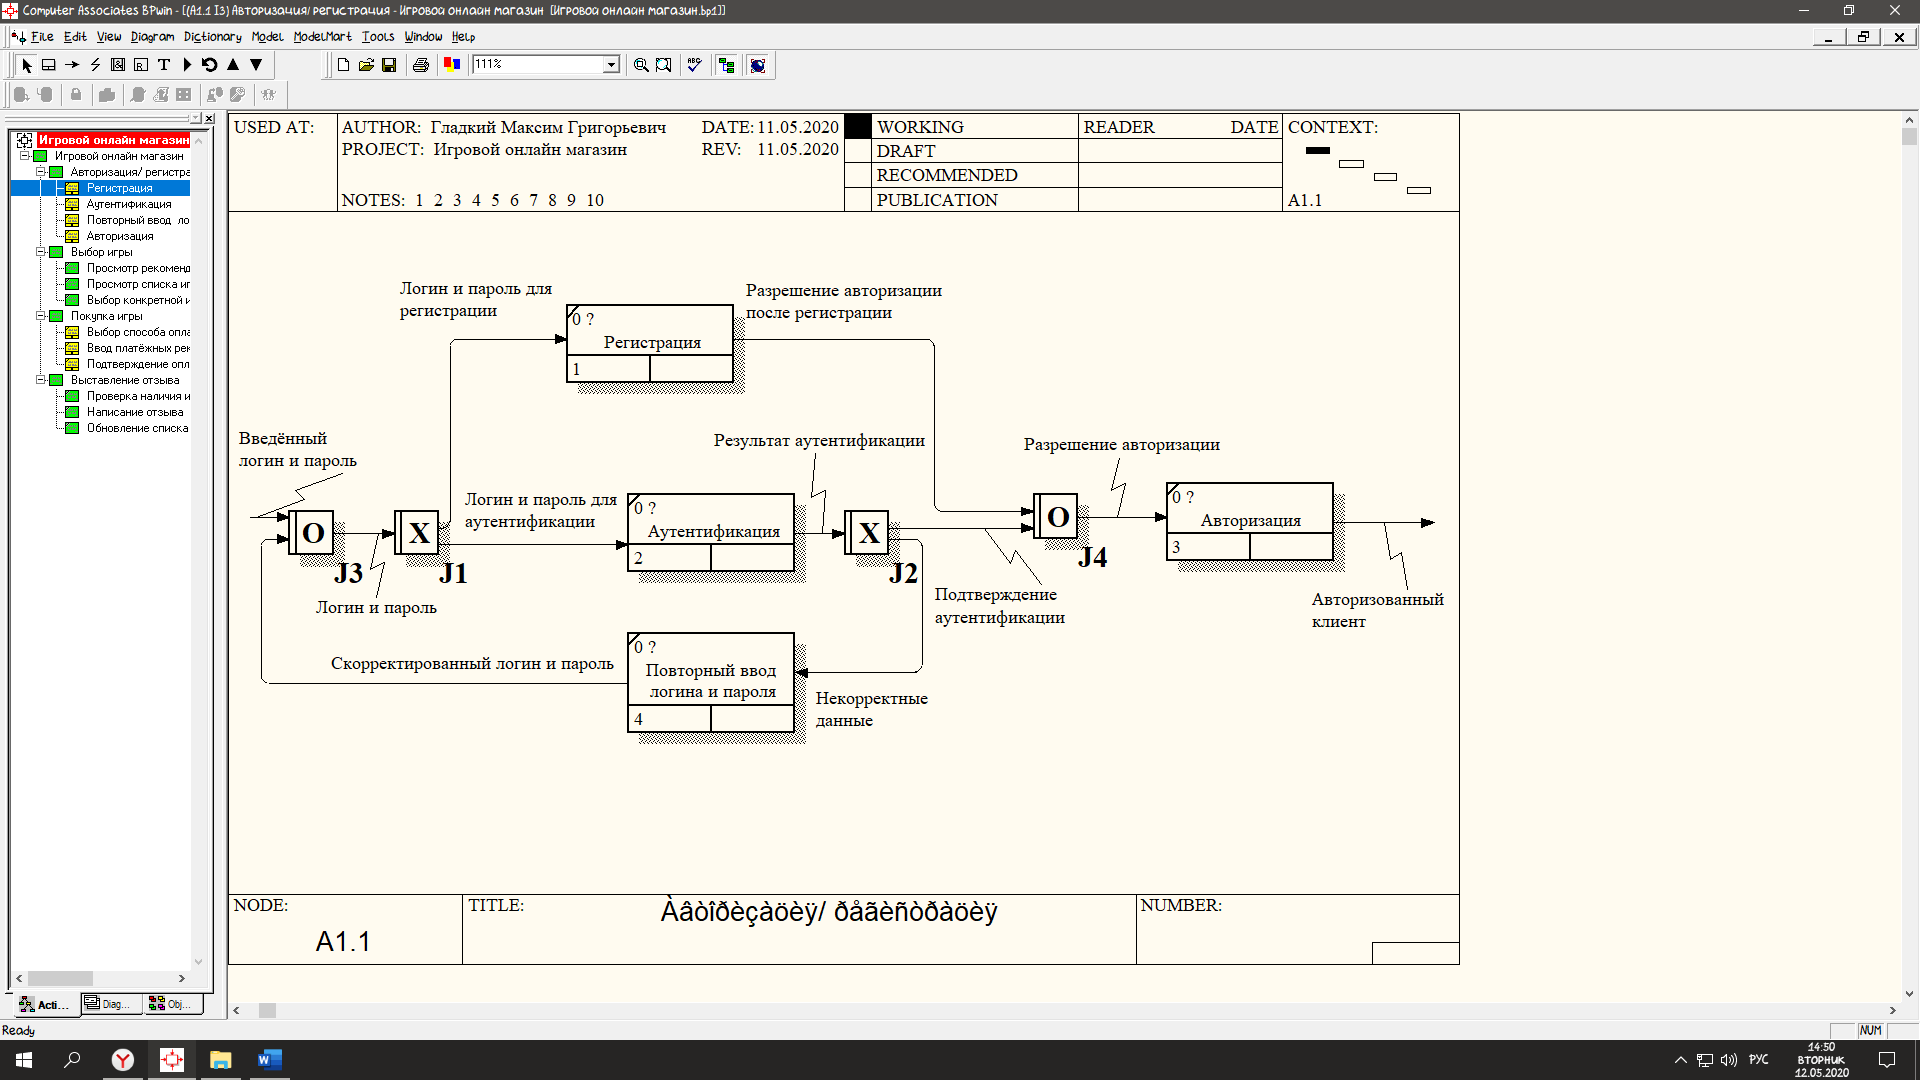 Computer Associates BPwin - [(A1.1 I3) Авторизация/ регистрация - Игровой онлайн магазин  [Игровой онлайн магазин.bp1]]
File Edit View Diagram Dictionary Model ModelMart Tools Window Help
111%
Игровой онлайн магазин
Игровой онлайн магазин
Авторизация/ регистра
Регистрация
Аутентификация
Повторный ввод ло
Авторизация
Выбор игры
Просмотр рекоменд
Просмотр списка иг
Выбор конкретной и
Покупка игры
Выбор способа опла
Ввод платёжных рек
Подтверждение опл
Выставление отзыва
Проверка наличия и
Написание отзыва
Обновление списка
Acti... Diag... Obj...
USED AT:
AUTHOR: Гладкий Максим Григорьевич
DATE: 11.05.2020
PROJECT: Игровой онлайн магазин
REV: 11.05.2020
NOTES: 1 2 3 4 5 6 7 8 9 10
WORKING
DRAFT
RECOMMENDED
PUBLICATION
READER DATE
CONTEXT:
A1.1
Логин и пароль для
регистрации
0 ?
Регистрация
1
Разрешение авторизации
после регистрации
Введённый
логин и пароль
O
J3
Логин и пароль
X
J1
Логин и пароль для
аутентификации
0 ?
Аутентификация
2
Результат аутентификации
X
J2
Разрешение авторизации
O
J4
Подтверждение
аутентификации
0 ?
Авторизация
3
Авторизованный
клиент
Скорректированный логин и пароль
0 ?
Повторный ввод
логина и пароля
4
Некорректные
данные
NODE:
A1.1
TITLE:
Àâòîðèçàöèÿ/ ðåãèñòðàöèÿ
NUMBER:
Ready
NUM
РУС
14:50
ВТОРНИК
12.05.2020